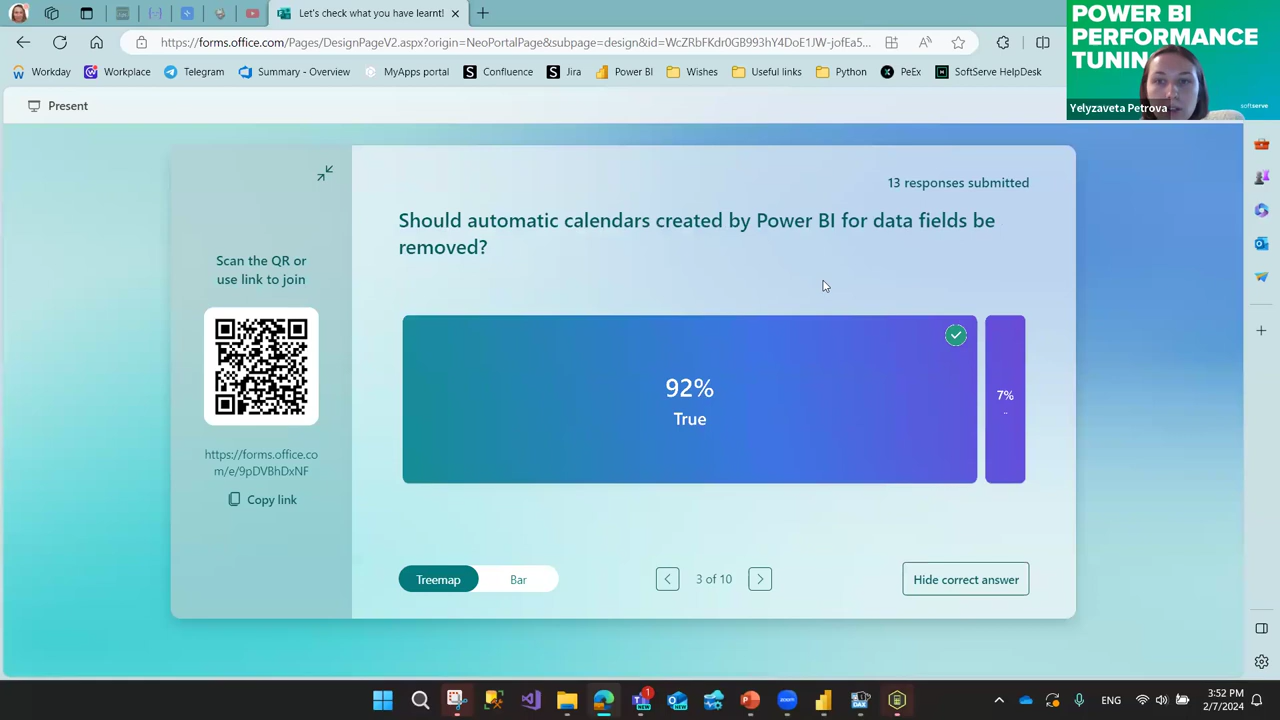 Let's check what you have learnt!
https://forms.office.com/Pages/DesignPageV2.aspx?origin=NeoPortalPage&subpage=design&id=WcZRbFKdr0GB993hY4DoE1JW-jofEa5...
Workday
Workplace
Telegram
Summary - Overview
MyApps portal
Confluence
Jira
Power BI
Wishes
Useful links
Python
PeEx
SoftServe HelpDesk
POWER BI
PERFORMANCE
Yelyzaveta Petrova
softserve
Present
13 responses submitted
Should automatic calendars created by Power BI for data fields be
removed?
Scan the QR or
use link to join
https://forms.office.co
m/e/9pDVBhDxNF
Copy link
92%
True
7%
..
Treemap
Bar
3 of 10
Hide correct answer
1
ENG
3:52 PM
2/7/2024